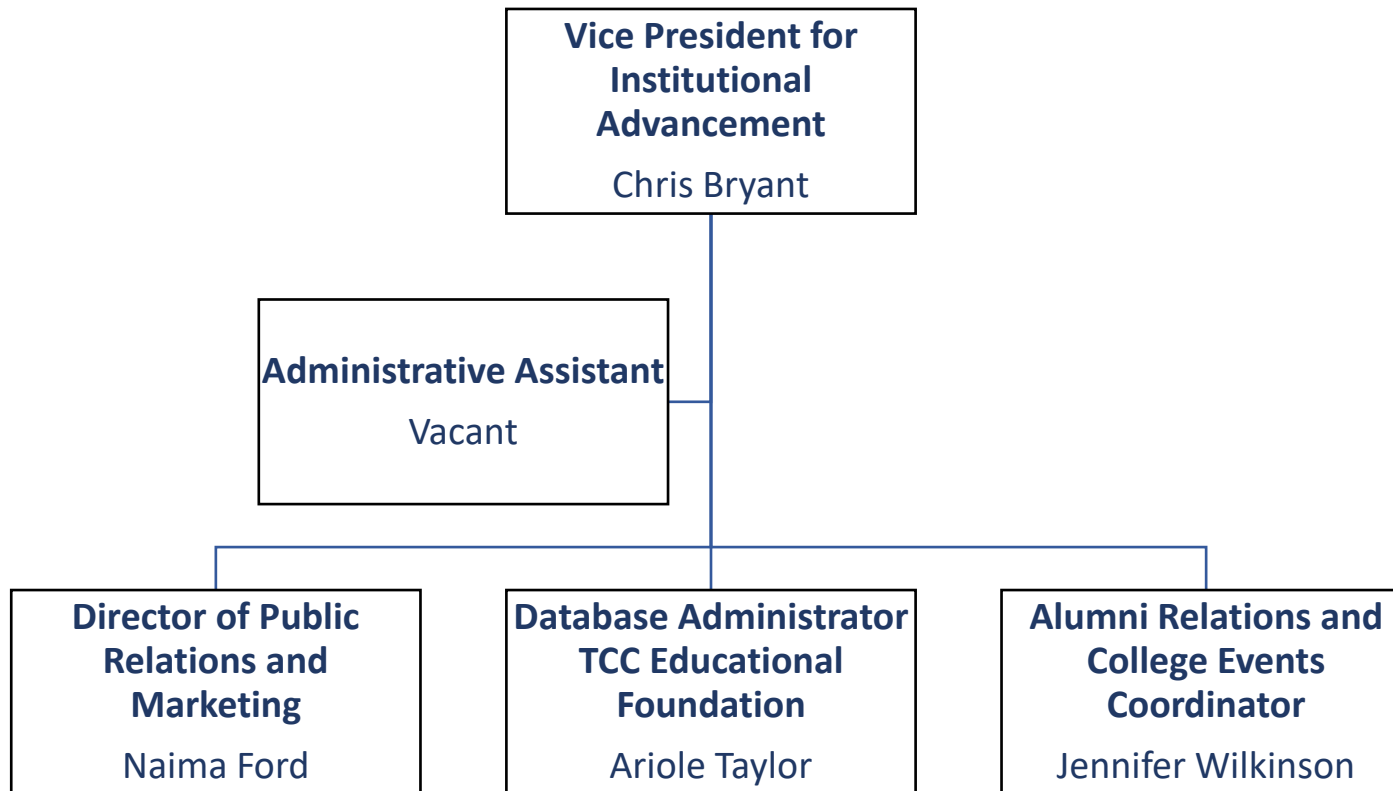 Vice President for
Institutional
Advancement
Chris Bryant
Administrative Assistant
Vacant
Director of Public
Relations and
Marketing
Naima Ford
Database Administrator
TCC Educational
Foundation
Ariole Taylor
Alumni Relations and
College Events
Coordinator
Jennifer Wilkinson